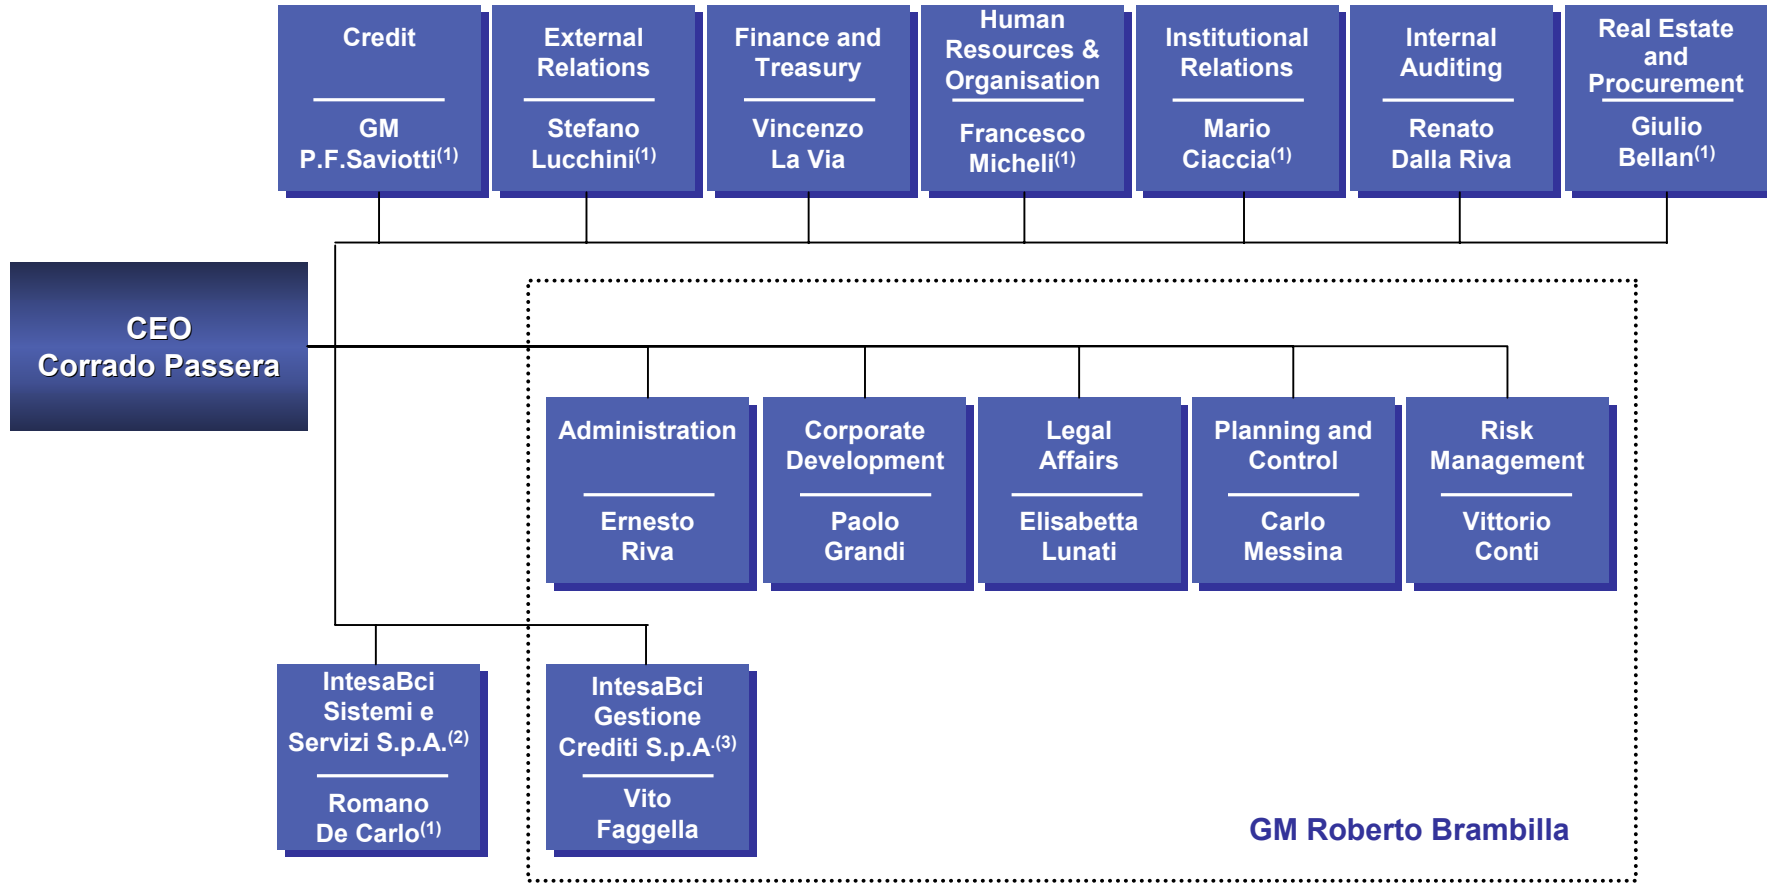 Credit
GM
P.F.Saviotti(1)
External
Relations
Stefano
Lucchini(1)
Finance and
Treasury
Vincenzo
La Via
Human
Resources &
Organisation
Francesco
Micheli(1)
Institutional
Relations
Mario
Ciaccia(1)
Internal
Auditing
Renato
Dalla Riva
Real Estate
and
Procurement
Giulio
Bellan(1)
CEO
Corrado Passera
Administration
Ernesto
Riva
Corporate
Development
Paolo
Grandi
Legal
Affairs
Elisabetta
Lunati
Planning and
Control
Carlo
Messina
Risk
Management
Vittorio
Conti
IntesaBci
Sistemi e
Servizi S.p.A.(2)
Romano
De Carlo(1)
IntesaBci
Gestione
Crediti S.p.A.(3)
Vito
Faggella
GM Roberto Brambilla